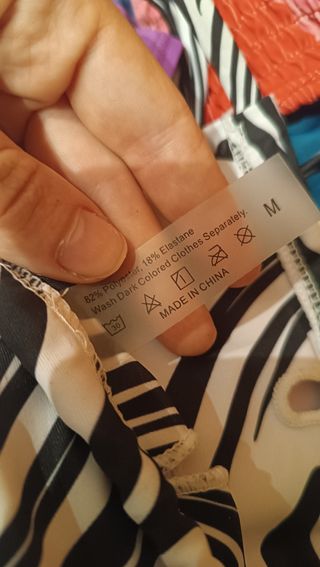 82% Polyester, 18% Elastane
Wash Dark Colored Clothes Separately.
30
MADE IN CHINA
M